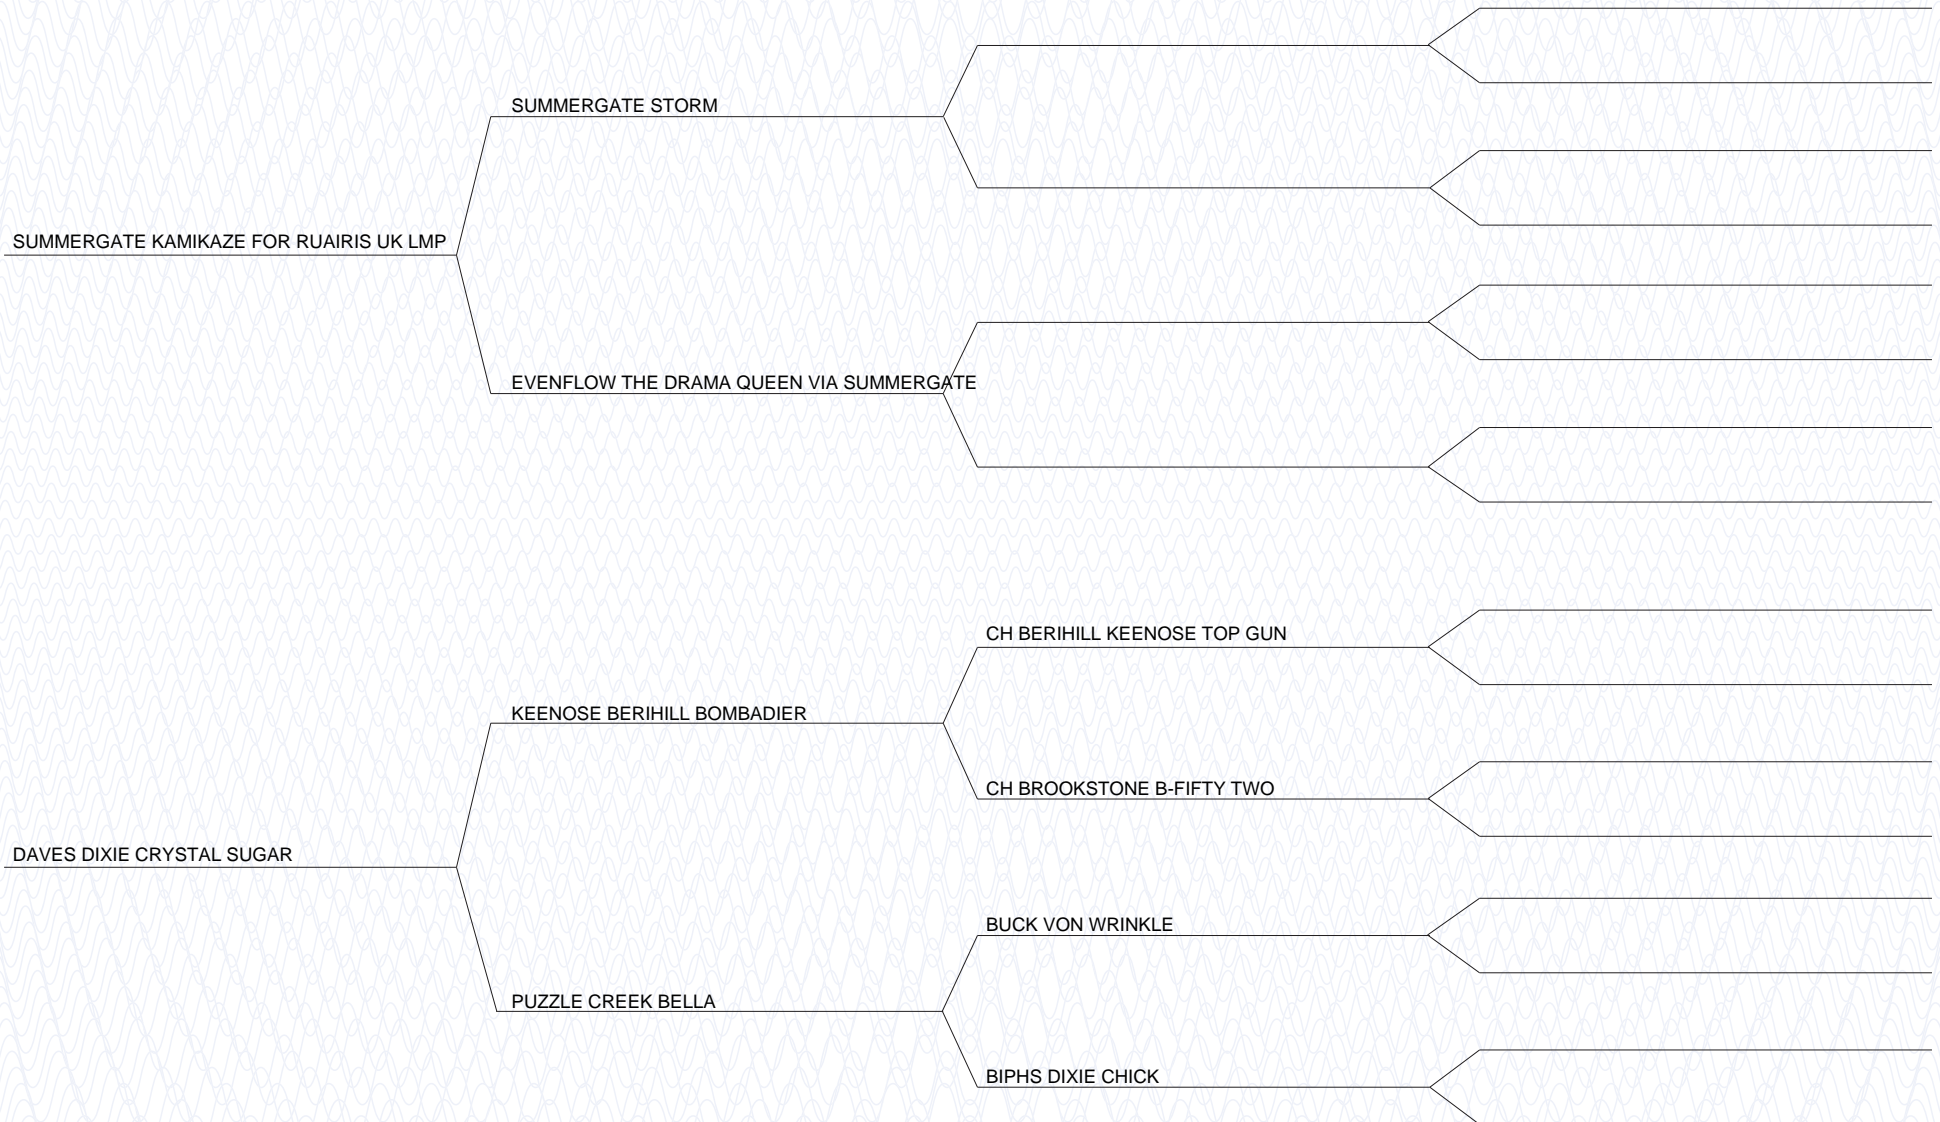 SUMMERGATE STORM
SUMMERGATE KAMIKAZE FOR RUAIRIS UK LMP
EVENFLOW THE DRAMA QUEEN VIA SUMMERGATE
CH BERIHILL KEENOSE TOP GUN
KEENOSE BERIHILL BOMBADIER
CH BROOKSTONE B-FIFTY TWO
DAVES DIXIE CRYSTAL SUGAR
BUCK VON WRINKLE
PUZZLE CREEK BELLA
BIPHS DIXIE CHICK